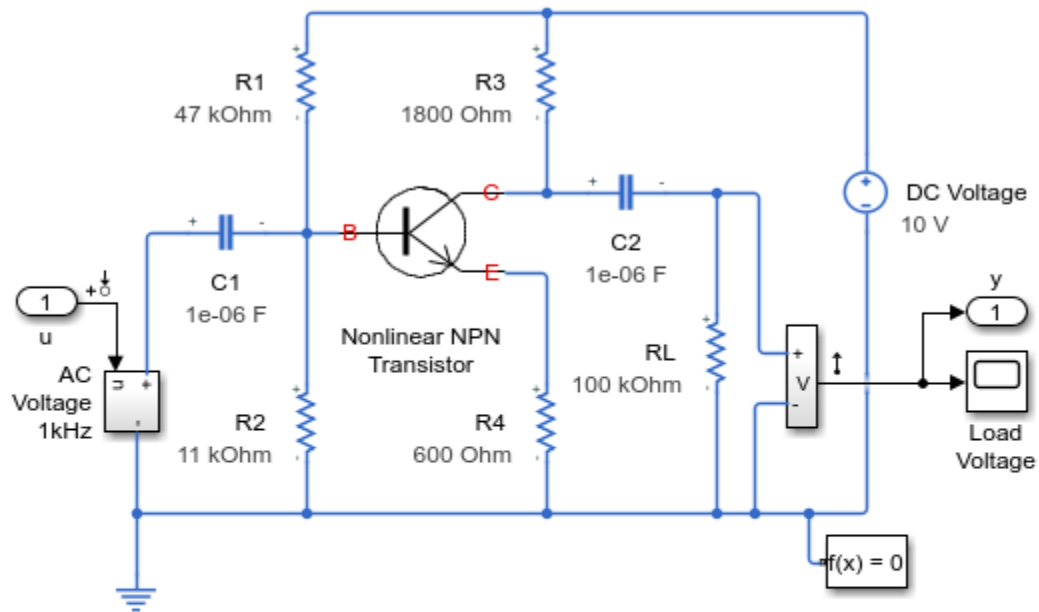 +
+
R1
47 kOhm
-
R3
1800 Ohm
-
+
-
C1
1e-06 F
B
C
E
Nonlinear NPN
Transistor
+
-
C2
1e-06 F
+
-
DC Voltage
10 V
1
u
+
AC
Voltage
1kHz
u
+
-
+
R2
11 kOhm
-
+
R4
600 Ohm
-
+
RL
100 kOhm
-
+
V
-
y
1
Load
Voltage
f(x) = 0